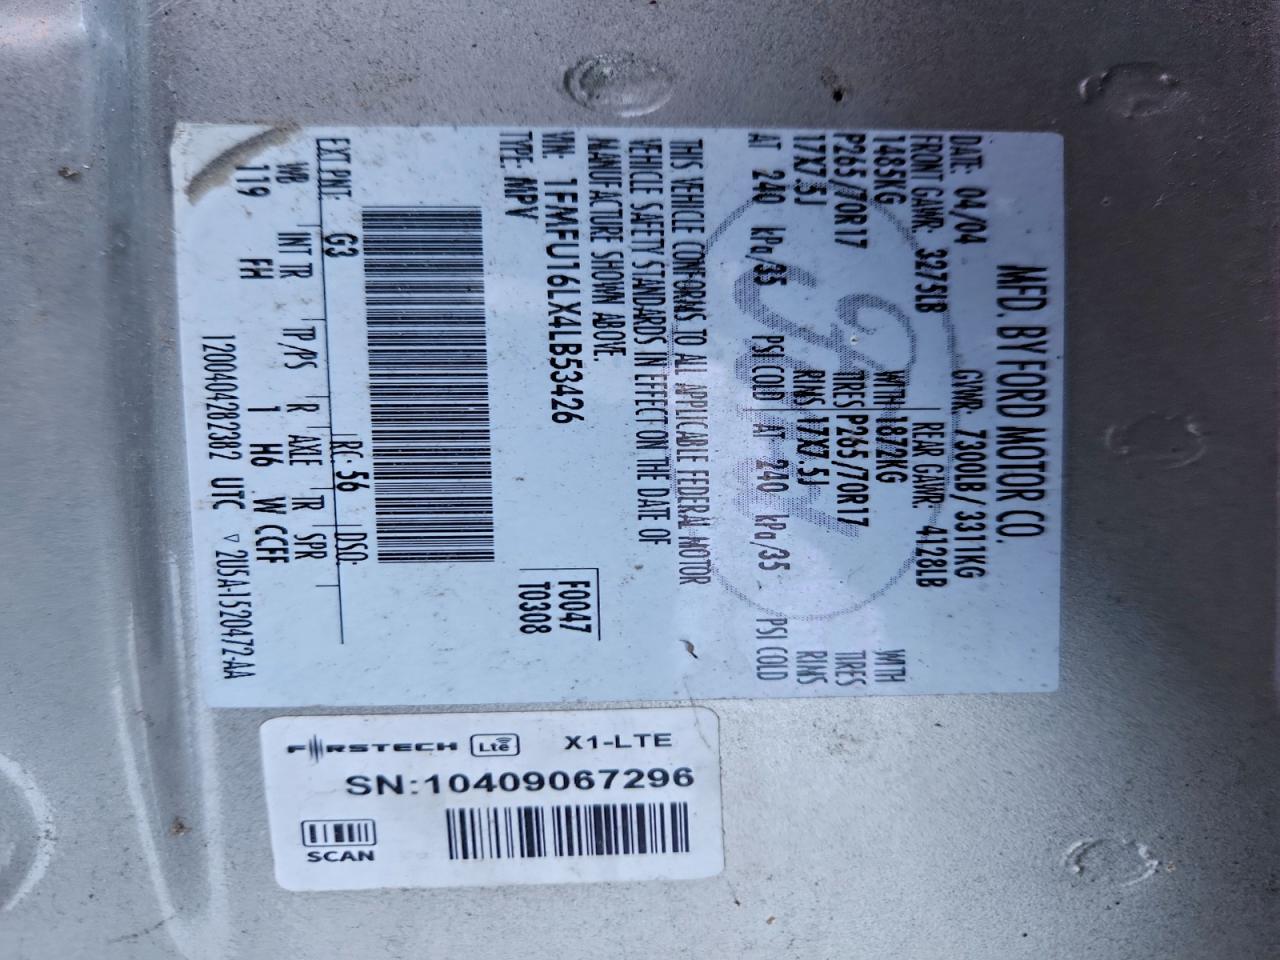 MFD. BY FORD MOTOR CO.
DATE: 04/04 GVWR: 7300LB / 3311KG
FRONT GAWR: 3275LB REAR GAWR: 4128LB
1485KG WITH 1872KG WITH
P265/70R17 TIRES P265/70R17 TIRES
17X7.5J RIMS 17X7.5J RIMS
AT 240 kPa/35 PSI COLD AT 240 kPa/35 PSI COLD
THIS VEHICLE CONFORMS TO ALL APPLICABLE FEDERAL MOTOR
VEHICLE SAFETY STANDARDS IN EFFECT ON THE DATE OF
MANUFACTURE SHOWN ABOVE.
VIN: 1FMFU16LX4LB53426 F0047
TYPE: MPV T0308
EXT PNT: G3 RC: 56 DSO:
WB INT TR TP/PS R AXLE TR SPR
119 FH 1 H6 W CCFF
12004042822382 UTC ▽ 2U5A-1520472-AA
FIRSTECH LTE X1-LTE
SN:10409067296
SCAN